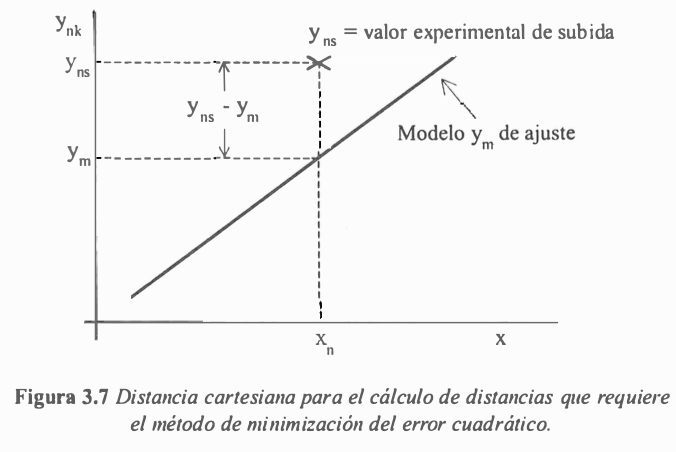 y_nk
y_ns = valor experimental de subida
y_ns
y_ns - y_m
Modelo y_m de ajuste
y_m
x_n
x
Figura 3.7 Distancia cartesiana para el cálculo de distancias que requiere
el método de minimización del error cuadrático.